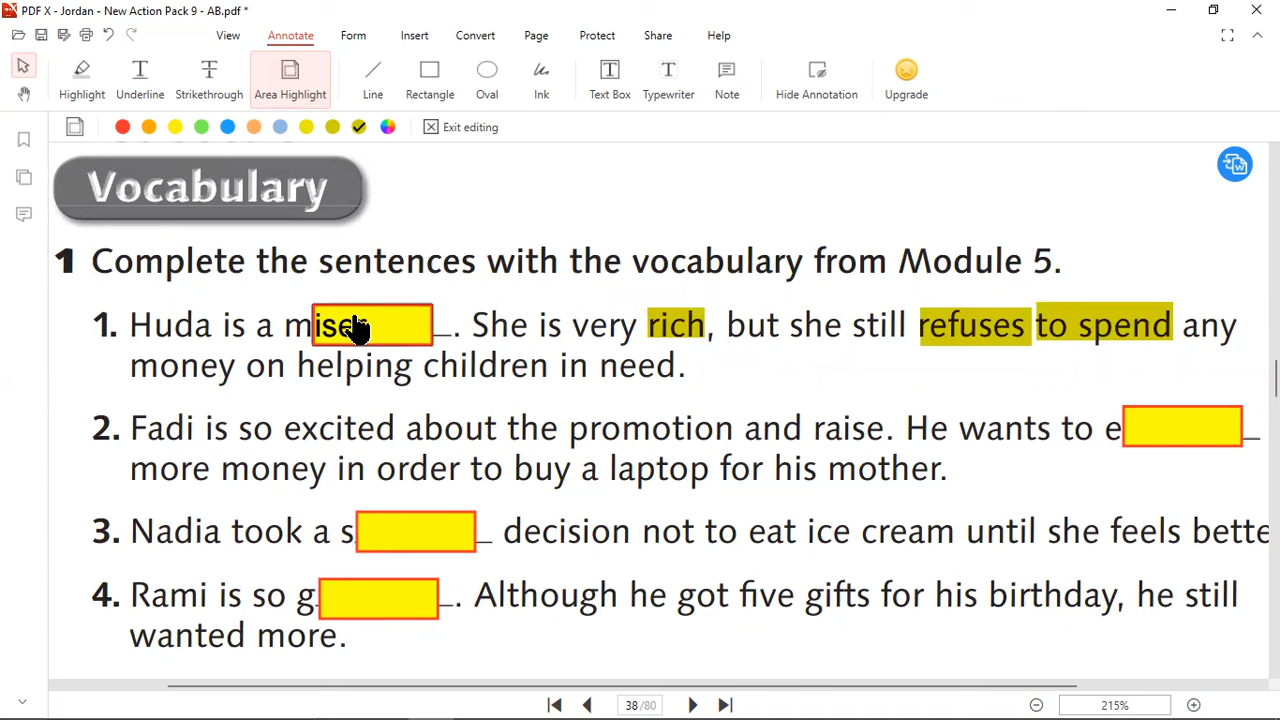 PDF X - Jordan - New Action Pack 9 - AB.pdf *
View Annotate Form Insert Convert Page Protect Share Help
Highlight Underline Strikethrough Area Highlight Line Rectangle Oval Ink Text Box Typewriter Note Hide Annotation Upgrade
Exit editing
Vocabulary
1 Complete the sentences with the vocabulary from Module 5.
1. Huda is a miser _. She is very rich, but she still refuses to spend any
money on helping children in need.
2. Fadi is so excited about the promotion and raise. He wants to e _
more money in order to buy a laptop for his mother.
3. Nadia took a s _ decision not to eat ice cream until she feels bette
4. Rami is so g _. Although he got five gifts for his birthday, he still
wanted more.
38 /80
215%